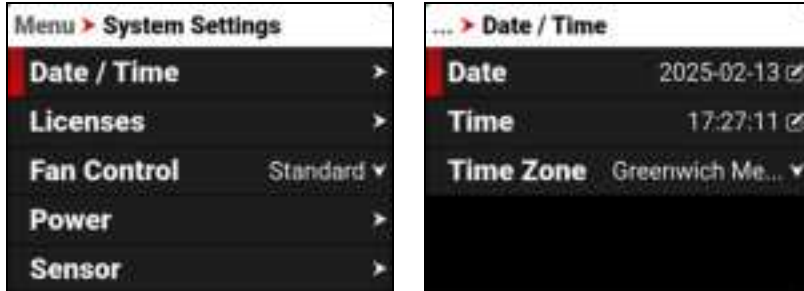 Menu > System Settings
Date / Time
Licenses
Fan Control Standard
Power
Sensor
... > Date / Time
Date 2025-02-13
Time 17:27:11
Time Zone Greenwich Me...